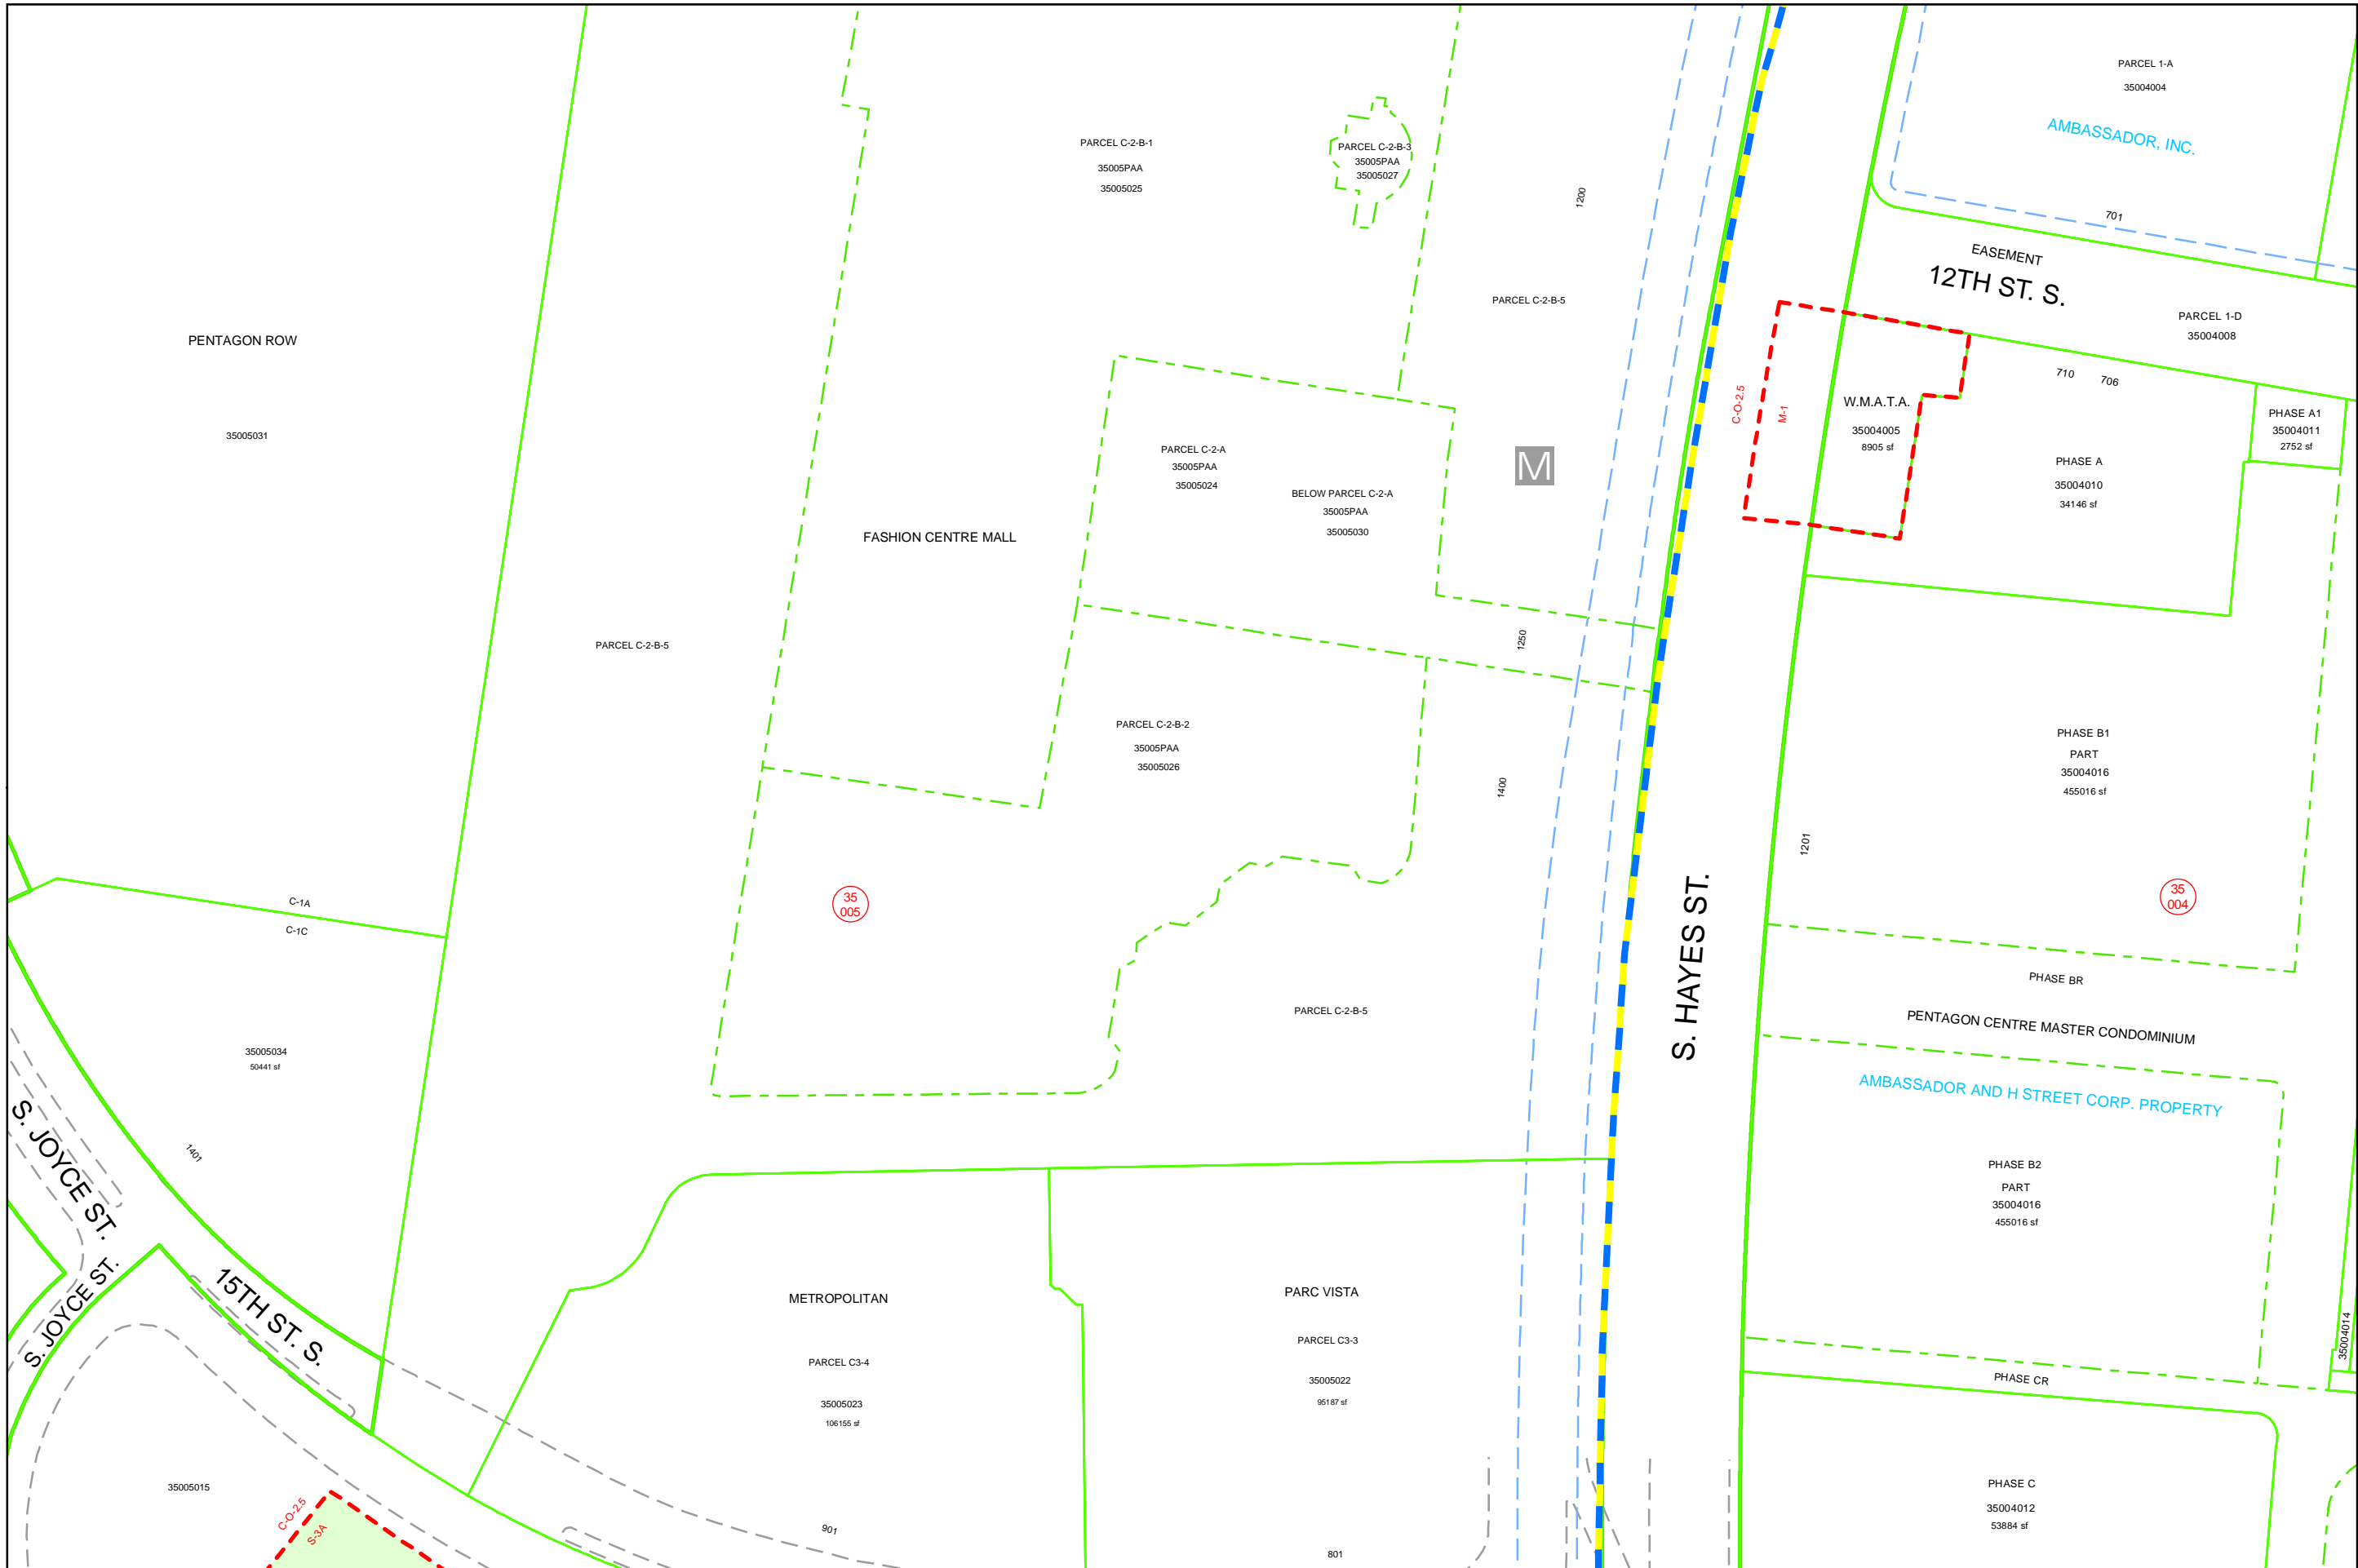 PARCEL 1-A
35004004
AMBASSADOR, INC.
701
EASEMENT
12TH ST. S.
PARCEL 1-D
35004008
PARCEL C-2-B-1
35005PAA
35005025
PARCEL C-2-B-3
35005PAA
35005027
1200
PARCEL C-2-B-5
PENTAGON ROW
35005031
710
706
C-O-2.5
M-1
W.M.A.T.A.
35004005
8905 sf
PHASE A1
35004011
2752 sf
PHASE A
35004010
34146 sf
PARCEL C-2-A
35005PAA
35005024
BELOW PARCEL C-2-A
35005PAA
35005030
M
FASHION CENTRE MALL
PARCEL C-2-B-5
1250
PARCEL C-2-B-2
35005PAA
35005026
1400
PHASE B1
PART
35004016
455016 sf
1201
35
005
35
004
C-1A
C-1C
S. HAYES ST.
PHASE BR
PENTAGON CENTRE MASTER CONDOMINIUM
AMBASSADOR AND H STREET CORP. PROPERTY
PARCEL C-2-B-5
35005034
50441 sf
1401
S. JOYCE ST.
S. JOYCE ST.
15TH ST. S.
PHASE B2
PART
35004016
455016 sf
METROPOLITAN
PARCEL C3-4
35005023
106155 sf
PARC VISTA
PARCEL C3-3
35005022
95187 sf
35004014
PHASE CR
35005015
C-O-2.5
S-3A
901
801
PHASE C
35004012
53884 sf